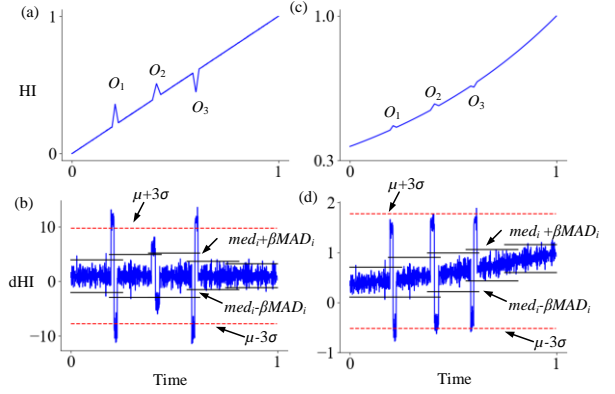 (a)
1
O1
O2
O3
HI
0
0
1
(c)
1.0
O1
O2
O3
0.3
0
1
(b)
μ+3σ
10
medi+βMADi
dHI
0
medi-βMADi
-10
μ-3σ
0
1
Time
(d)
μ+3σ
2
medi+βMADi
1
medi-βMADi
0
μ-3σ
-1
0
1
Time